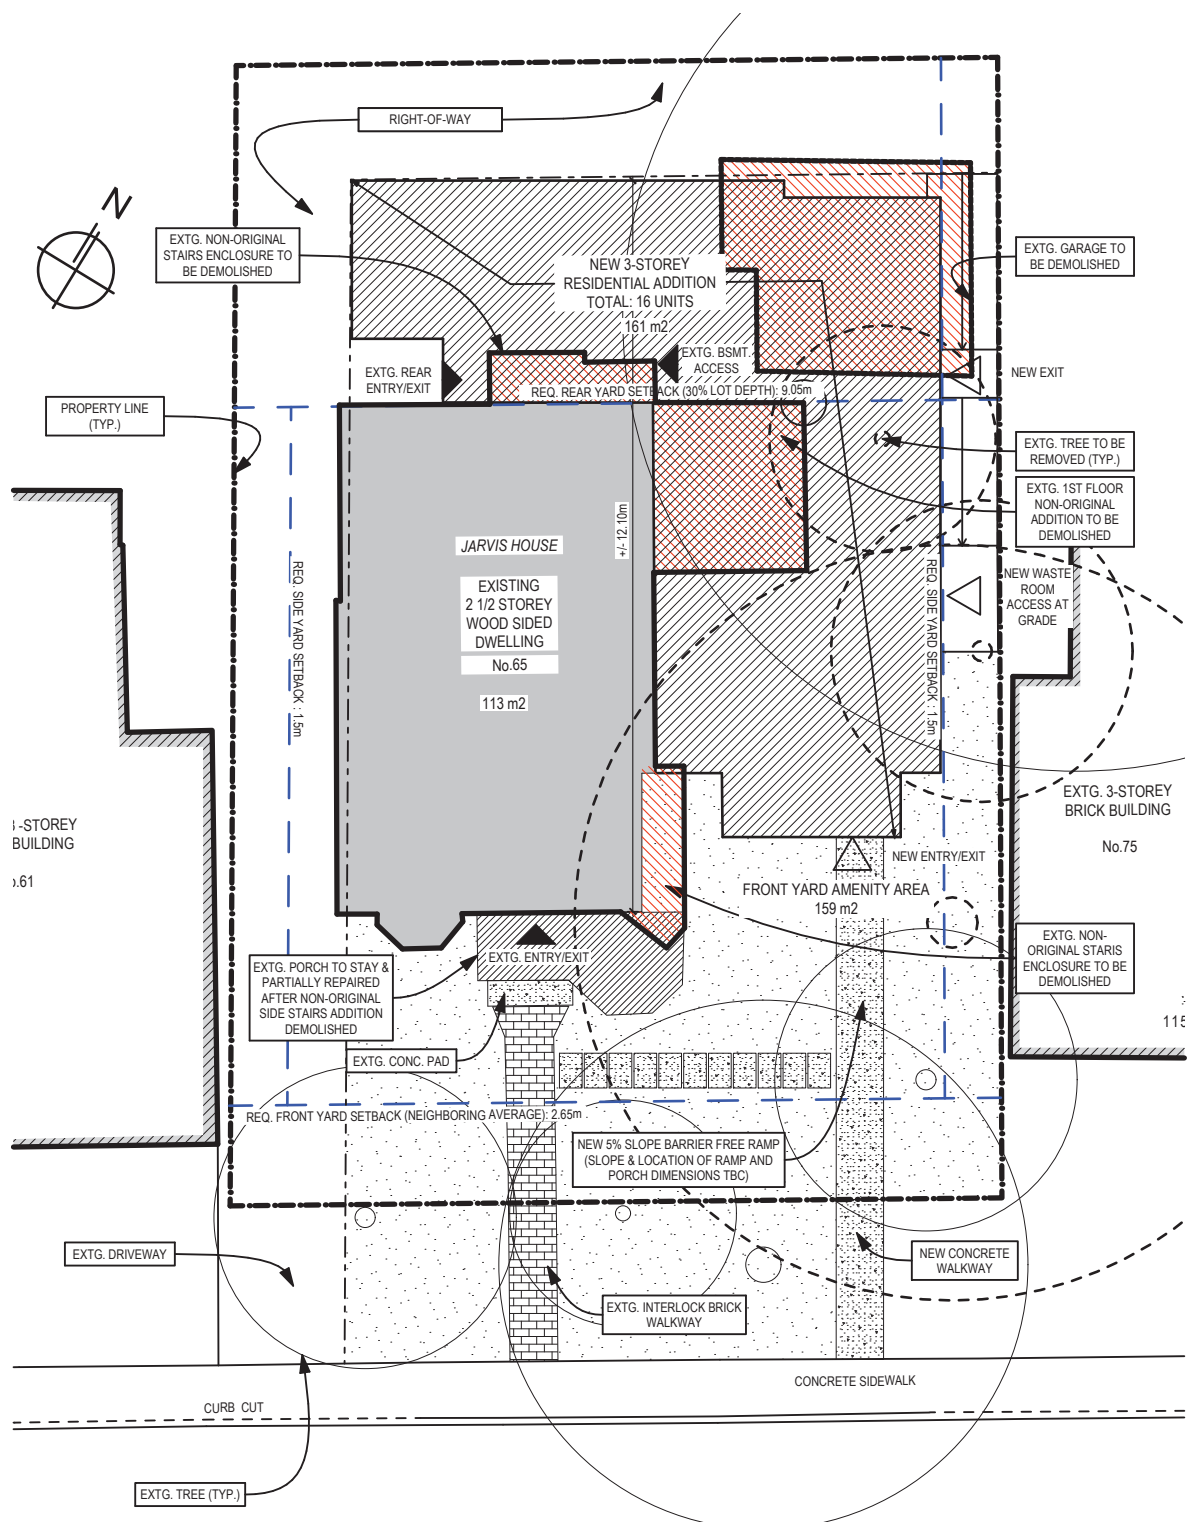 RIGHT-OF-WAY
N
EXTG. NON-ORIGINAL
STAIRS ENCLOSURE TO
BE DEMOLISHED
NEW 3-STOREY
RESIDENTIAL ADDITION
TOTAL: 16 UNITS
161 m2
EXTG. GARAGE TO
BE DEMOLISHED
EXTG. REAR
ENTRY/EXIT
EXTG. BSMT.
ACCESS
NEW EXIT
REQ. REAR YARD SETBACK (30% LOT DEPTH): 9.05m
PROPERTY LINE
(TYP.)
EXTG. TREE TO BE
REMOVED (TYP.)
EXTG. 1ST FLOOR
NON-ORIGINAL
ADDITION TO BE
DEMOLISHED
+/- 12.10m
JARVIS HOUSE
EXISTING
2 1/2 STOREY
WOOD SIDED
DWELLING
No.65
113 m2
REQ. SIDE YARD SETBACK : 1.5m
REQ. SIDE YARD SETBACK : 1.5m
NEW WASTE
ROOM
ACCESS AT
GRADE
EXTG. 3-STOREY
BRICK BUILDING
No.75
-STOREY
BUILDING
o.61
NEW ENTRY/EXIT
FRONT YARD AMENITY AREA
159 m2
EXTG. NON-
ORIGINAL STARIS
ENCLOSURE TO BE
DEMOLISHED
EXTG. ENTRY/EXIT
EXTG. PORCH TO STAY &
PARTIALLY REPAIRED
AFTER NON-ORIGINAL
SIDE STAIRS ADDITION
DEMOLISHED
115
EXTG. CONC. PAD
REQ. FRONT YARD SETBACK (NEIGHBORING AVERAGE): 2.65m
NEW 5% SLOPE BARRIER FREE RAMP
(SLOPE & LOCATION OF RAMP AND
PORCH DIMENSIONS TBC)
EXTG. DRIVEWAY
NEW CONCRETE
WALKWAY
EXTG. INTERLOCK BRICK
WALKWAY
CONCRETE SIDEWALK
CURB CUT
EXTG. TREE (TYP.)